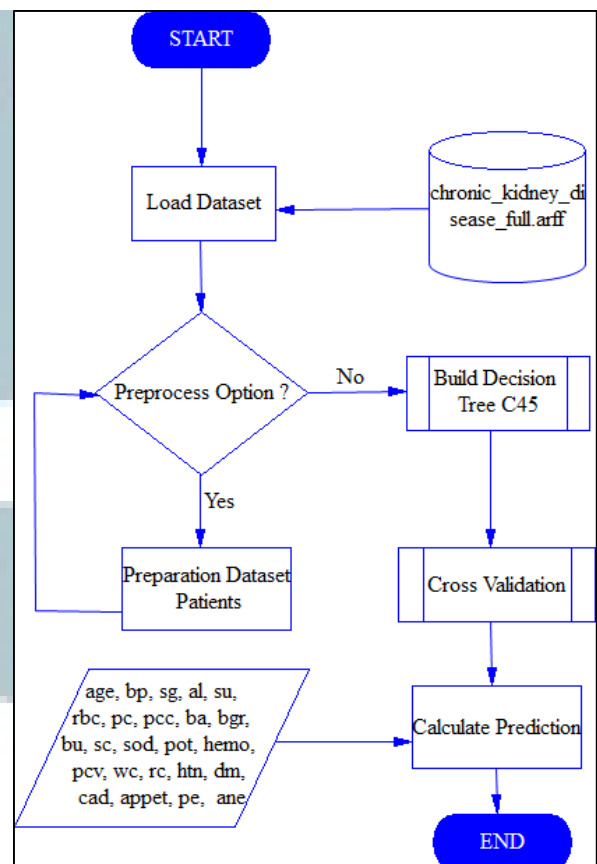 START
Load Dataset
chronic_kidney_di
sease_full.arff
Preprocess Option ?
No
Build Decision
Tree C45
Yes
Preparation Dataset
Patients
Cross Validation
age, bp, sg, al, su,
rbc, pc, pcc, ba, bgr,
bu, sc, sod, pot, hemo,
pcv, wc, rc, htn, dm,
cad, appet, pe, ane
Calculate Prediction
END